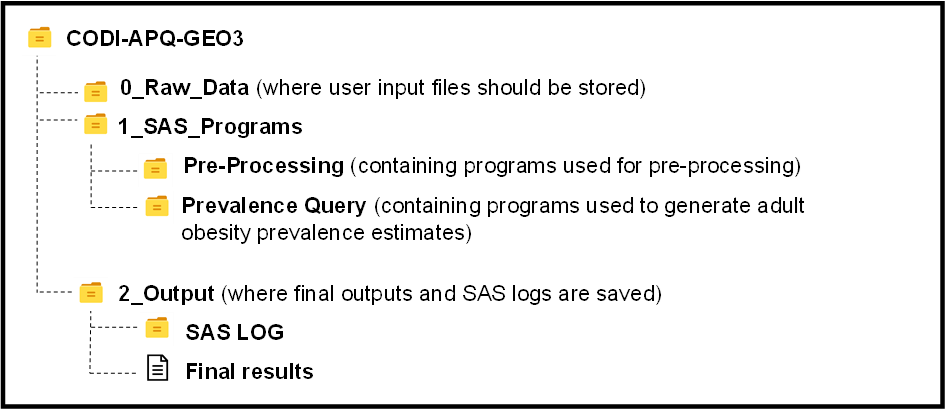 CODI-APQ-GEO3
0_Raw_Data (where user input files should be stored)
1_SAS_Programs
Pre-Processing (containing programs used for pre-processing)
Prevalence Query (containing programs used to generate adult
obesity prevalence estimates)
2_Output (where final outputs and SAS logs are saved)
SAS LOG
Final results